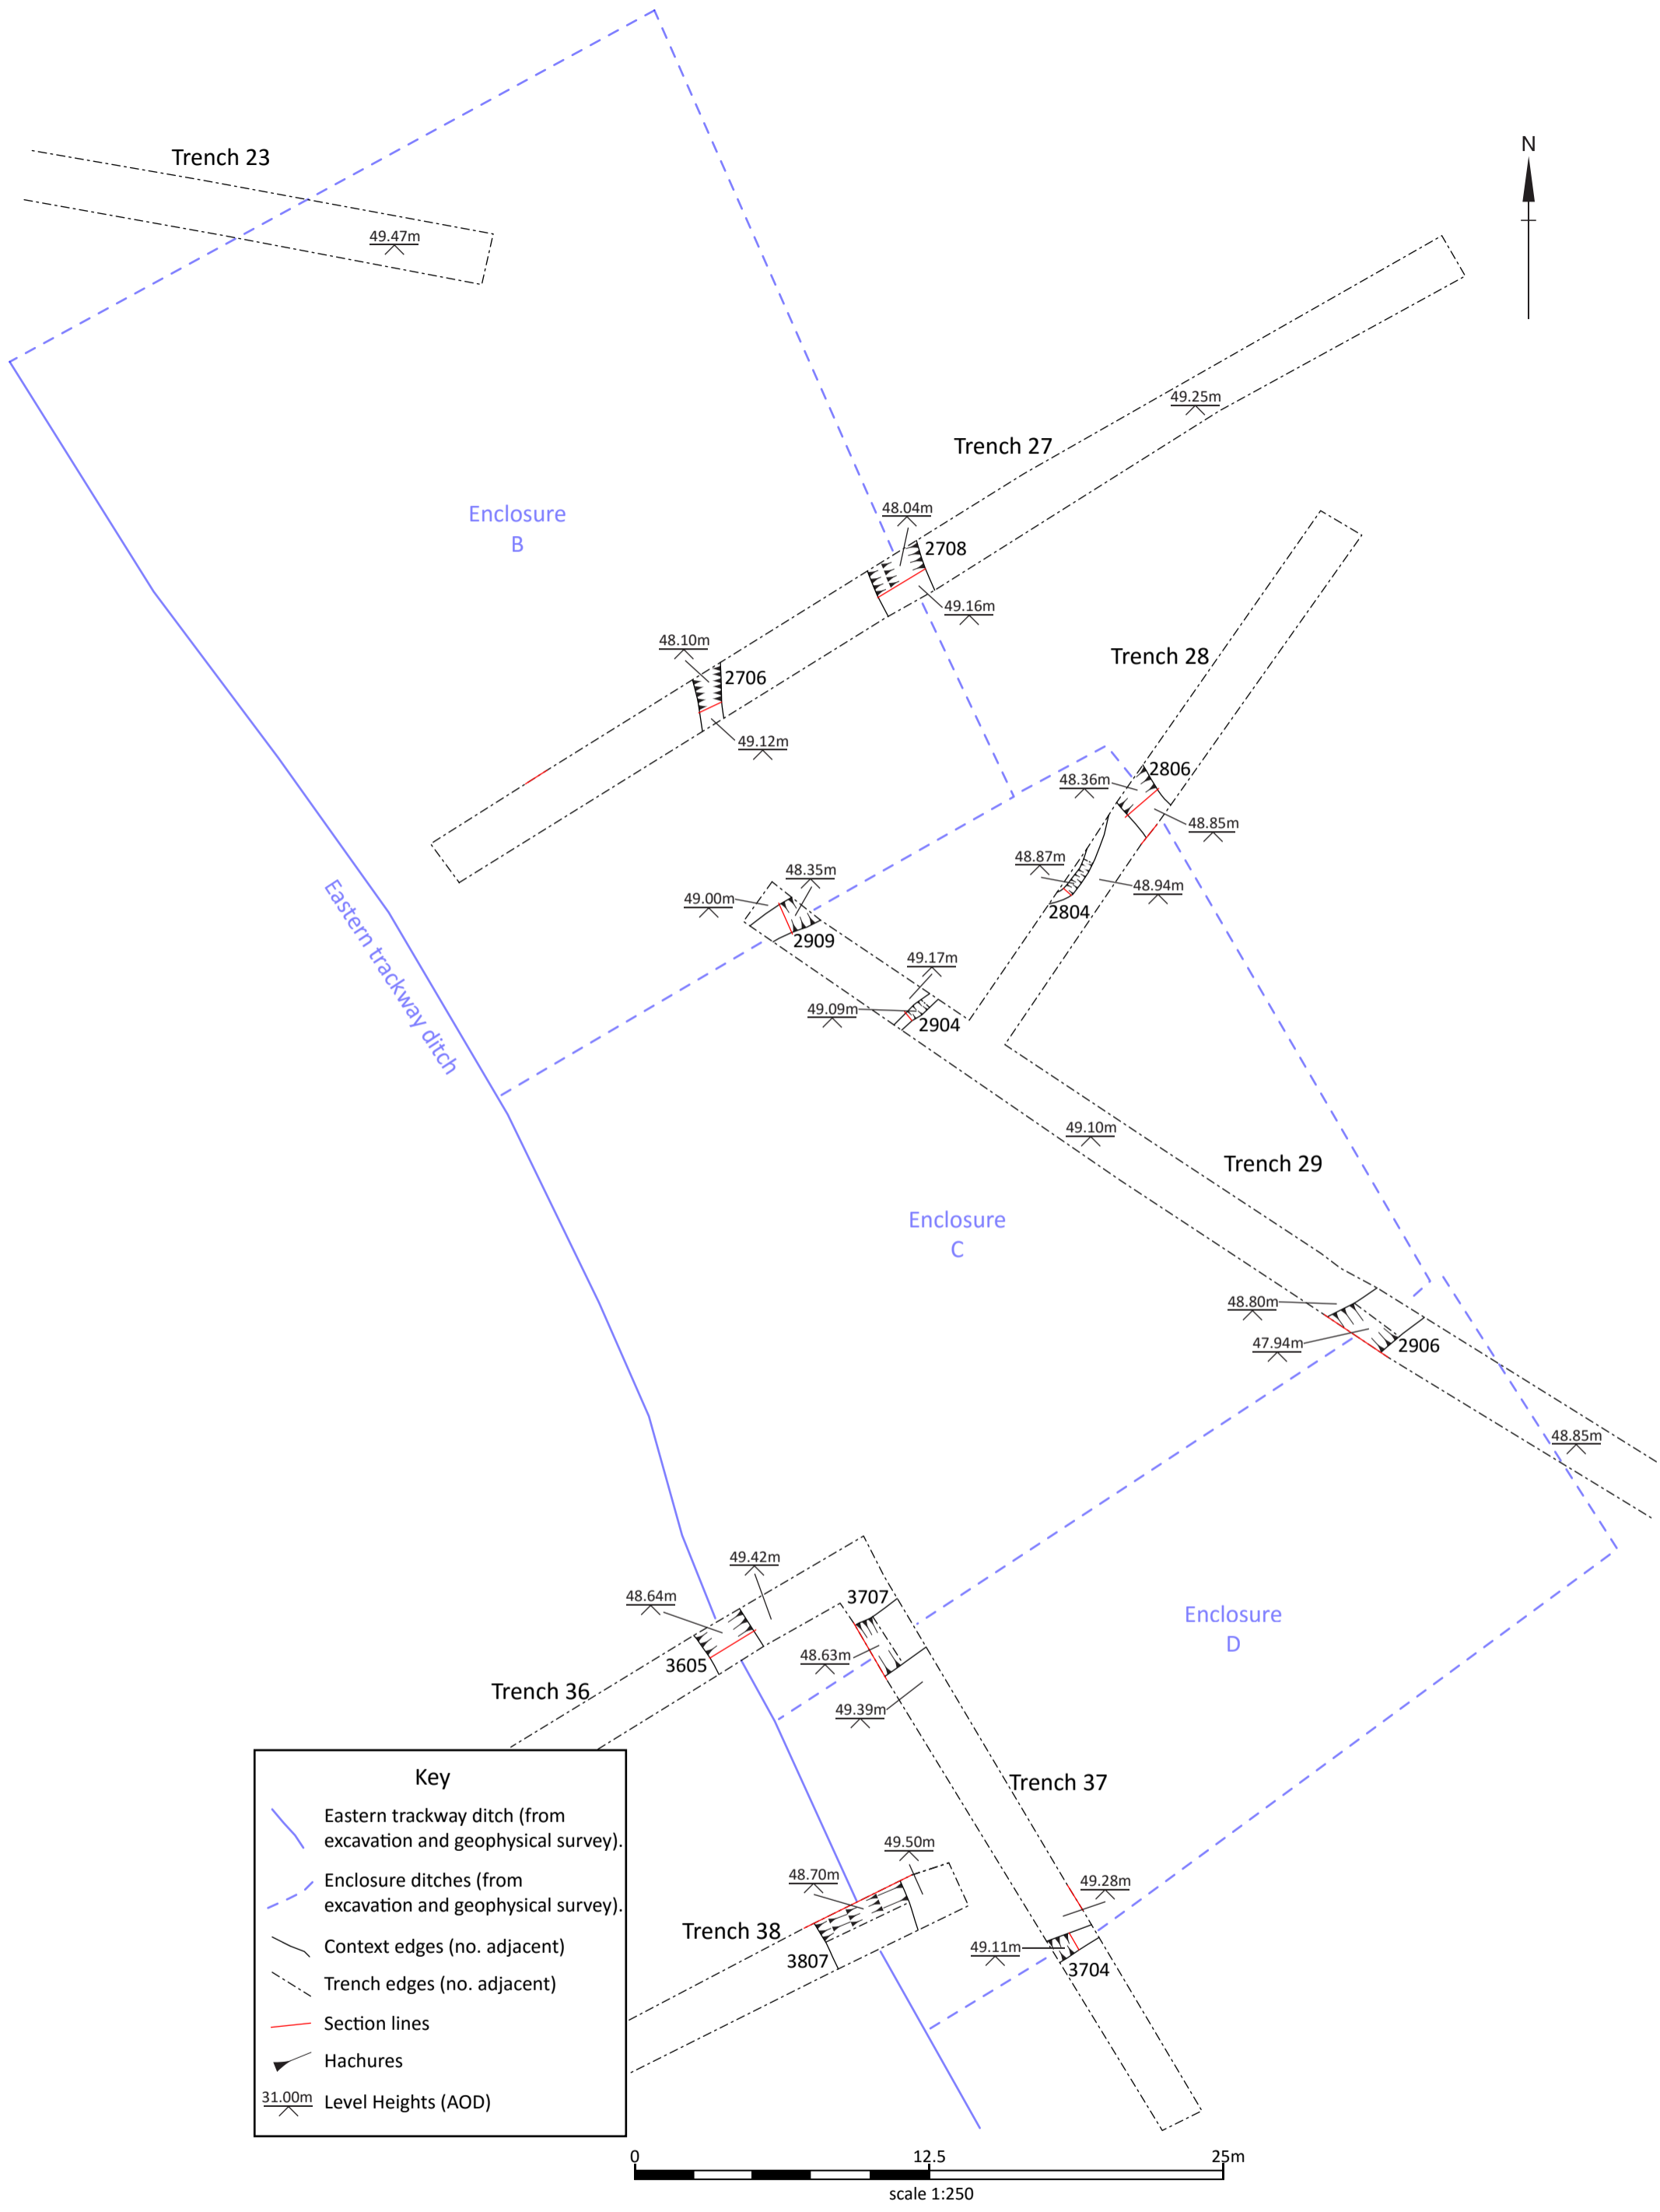 N
Trench 23
49.47m
49.25m
Trench 27
48.04m
Enclosure
B
2708
49.16m
48.10m
2706
Trench 28
49.12m
2806
48.36m
48.85m
48.87m
48.94m
2804
48.35m
49.00m
2909
49.17m
49.09m
2904
Eastern trackway ditch
49.10m
Trench 29
Enclosure
C
48.80m
47.94m
2906
48.85m
49.42m
48.64m
3707
Enclosure
D
48.63m
3605
Trench 36
49.39m
Trench 37
49.50m
48.70m
49.28m
Trench 38
3807
49.11m
3704
Key
Eastern trackway ditch (from
excavation and geophysical survey).
Enclosure ditches (from
excavation and geophysical survey).
Context edges (no. adjacent)
Trench edges (no. adjacent)
Section lines
Hachures
31.00m Level Heights (AOD)
0 12.5 25m
scale 1:250